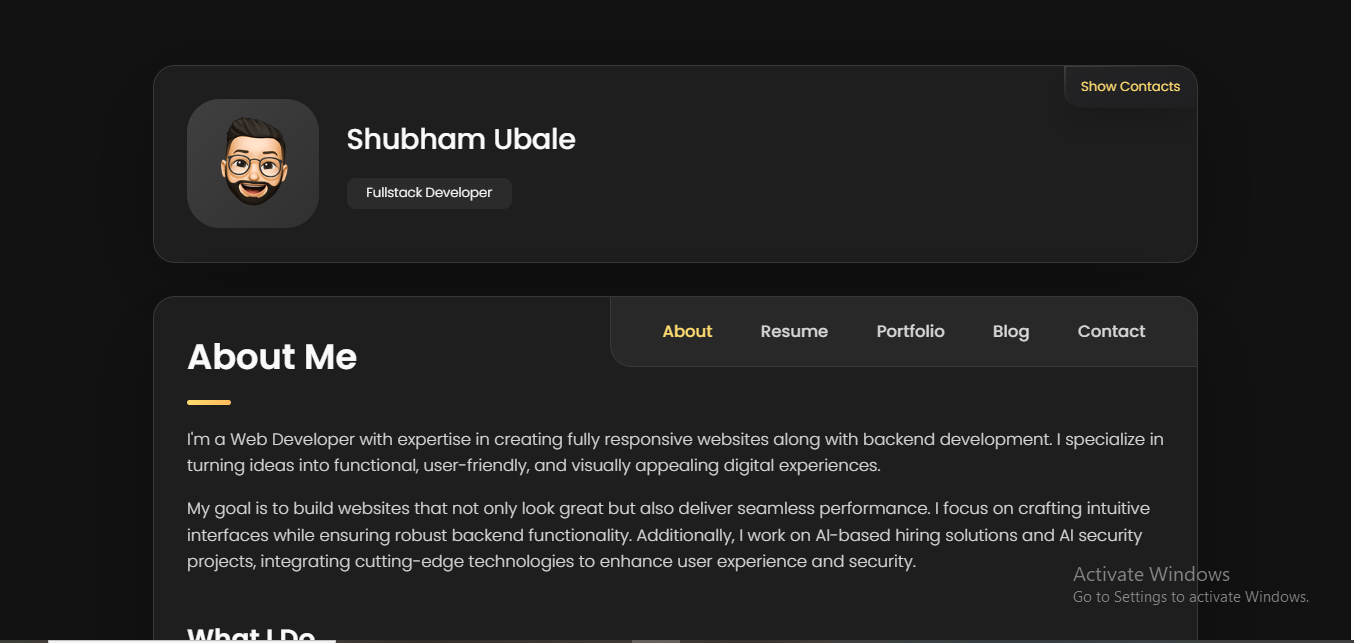 Show Contacts
Shubham Ubale
Fullstack Developer
About Resume Portfolio Blog Contact
About Me
I'm a Web Developer with expertise in creating fully responsive websites along with backend development. I specialize in
turning ideas into functional, user-friendly, and visually appealing digital experiences.
My goal is to build websites that not only look great but also deliver seamless performance. I focus on crafting intuitive
interfaces while ensuring robust backend functionality. Additionally, I work on AI-based hiring solutions and AI security
projects, integrating cutting-edge technologies to enhance user experience and security.
Activate Windows
Go to Settings to activate Windows.
What I Do